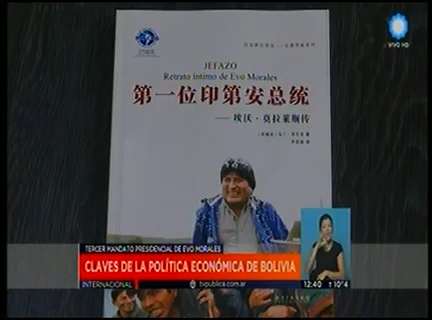 VIVO HD
JEFAZO
Retrato íntimo de Evo Morales
第一位印第安总统
——埃沃·莫拉莱斯传
TERCER MANDATO PRESIDENCIAL DE EVO MORALES
CLAVES DE LA POLÍTICA ECONÓMICA DE BOLIVIA
INTERNACIONAL
tvpublica.com.ar
12:40
t10°4